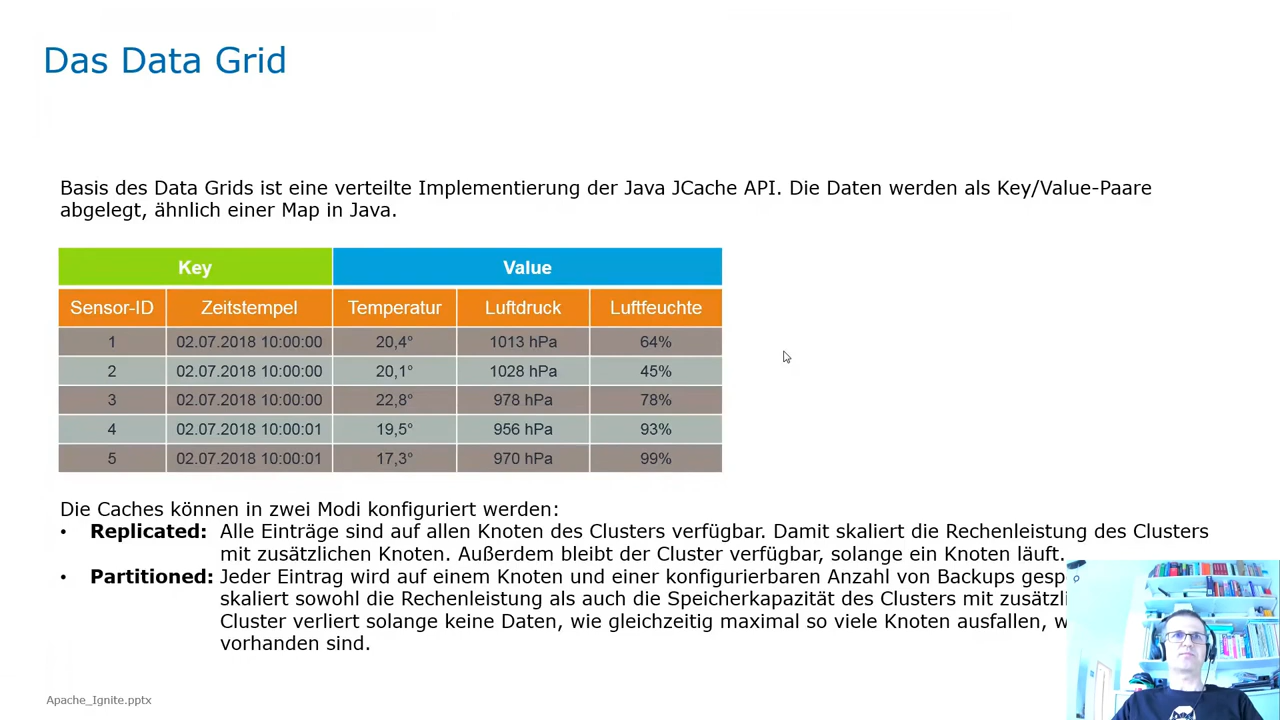 Das Data Grid
Basis des Data Grids ist eine verteilte Implementierung der Java JCache API. Die Daten werden als Key/Value-Paare
abgelegt, ähnlich einer Map in Java.
Key Value
Sensor-ID Zeitstempel Temperatur Luftdruck Luftfeuchte
1 02.07.2018 10:00:00 20,4° 1013 hPa 64%
2 02.07.2018 10:00:00 20,1° 1028 hPa 45%
3 02.07.2018 10:00:00 22,8° 978 hPa 78%
4 02.07.2018 10:00:01 19,5° 956 hPa 93%
5 02.07.2018 10:00:01 17,3° 970 hPa 99%
Die Caches können in zwei Modi konfiguriert werden:
• Replicated: Alle Einträge sind auf allen Knoten des Clusters verfügbar. Damit skaliert die Rechenleistung des Clusters
mit zusätzlichen Knoten. Außerdem bleibt der Cluster verfügbar, solange ein Knoten läuft.
• Partitioned: Jeder Eintrag wird auf einem Knoten und einer konfigurierbaren Anzahl von Backups
skaliert sowohl die Rechenleistung als auch die Speicherkapazität des Clusters mit
Cluster verliert solange keine Daten, wie gleichzeitig maximal so viele Knoten ausfallen,
vorhanden sind.
Apache_Ignite.pptx